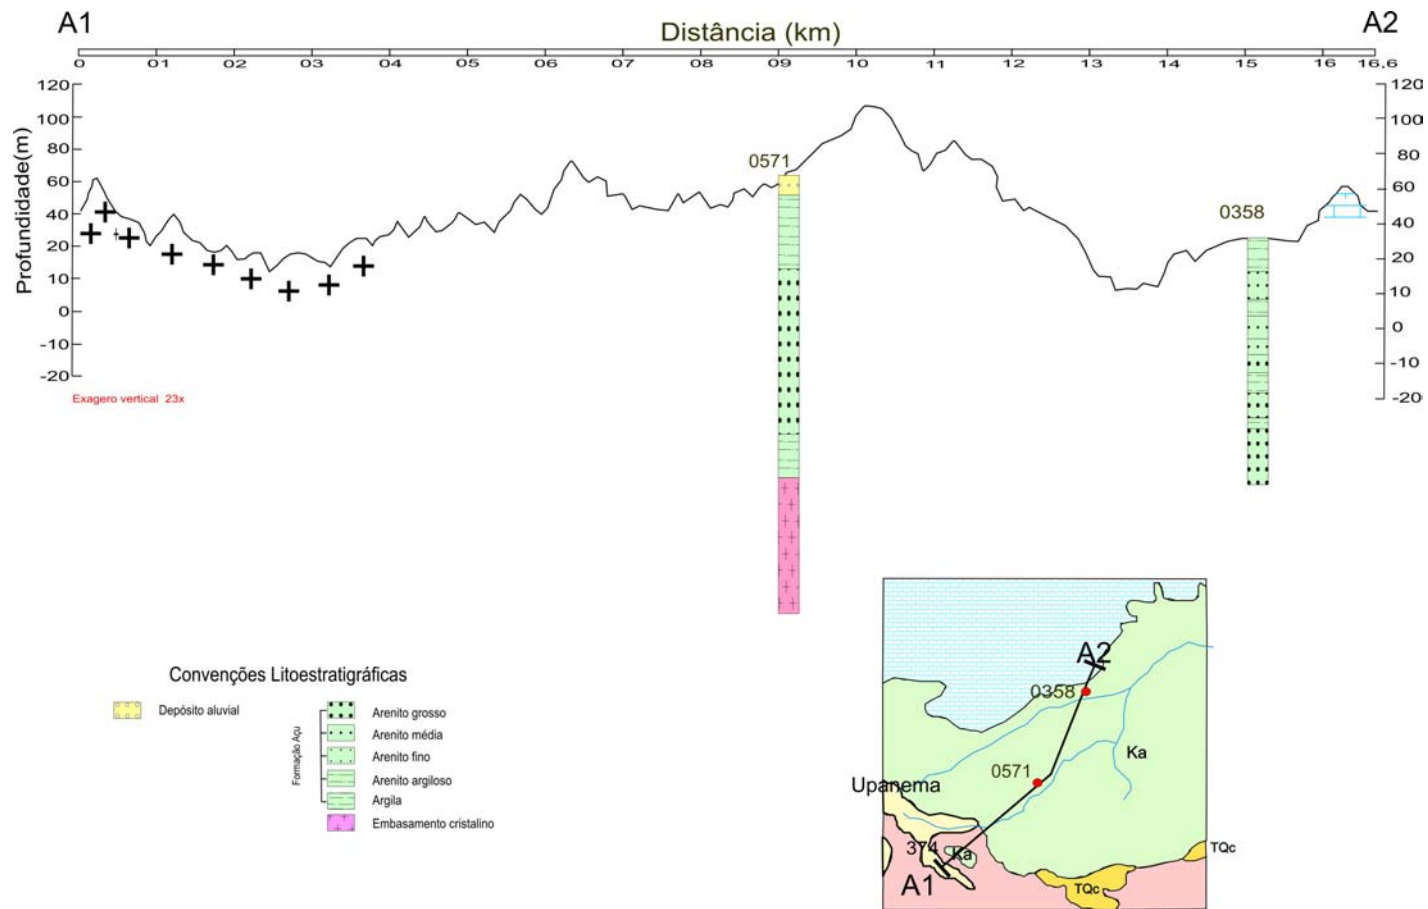 A1
A2
Distância (km)
0 01 02 03 04 05 06 07 08 09 10 11 12 13 14 15 16 16,6
Profundidade(m)
120
100
80
60
40
20
10
0
-10
-20
120
100
80
60
40
20
10
0
-10
-20
0571
0358
Exagero vertical 23x
Convenções Litoestratigráficas
Depósito aluvial
Formação Açu
Arenito grosso
Arenito média
Arenito fino
Arenito argiloso
Argila
Embasamento cristalino
A2
0358
Ka
0571
Upanema
374
Ka
A1
TQc
TQc